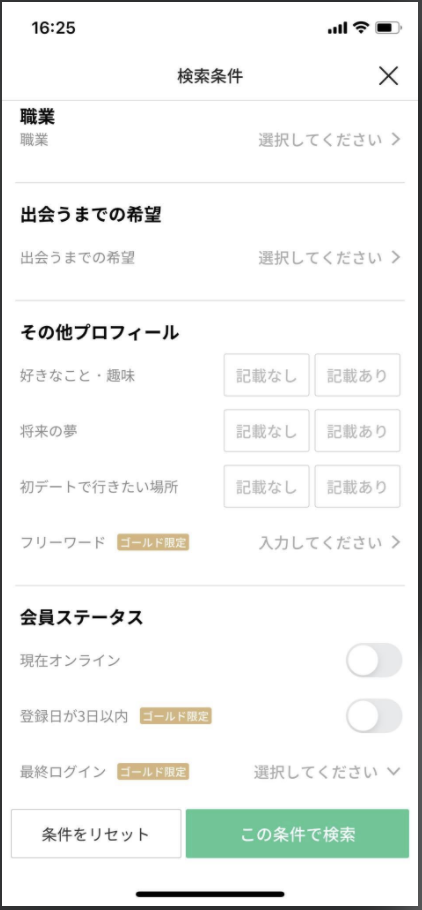 16:25
検索条件
職業
職業 選択してください
出会うまでの希望
出会うまでの希望 選択してください
その他プロフィール
好きなこと・趣味 記載なし 記載あり
将来の夢 記載なし 記載あり
初デートで行きたい場所 記載なし 記載あり
フリーワード ゴールド限定 入力してください
会員ステータス
現在オンライン
登録日が3日以内 ゴールド限定
最終ログイン ゴールド限定 選択してください
条件をリセット この条件で検索